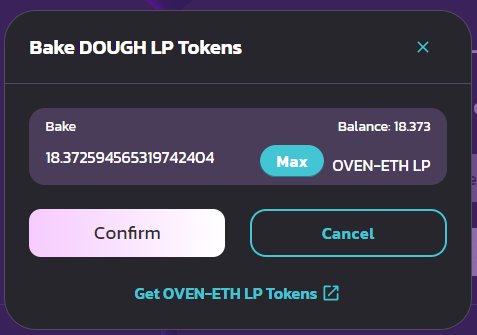 Bake DOUGH LP Tokens
Bake
Balance: 18.373
18.372594565319742404
Max
OVEN-ETH LP
Confirm
Cancel
Get OVEN-ETH LP Tokens